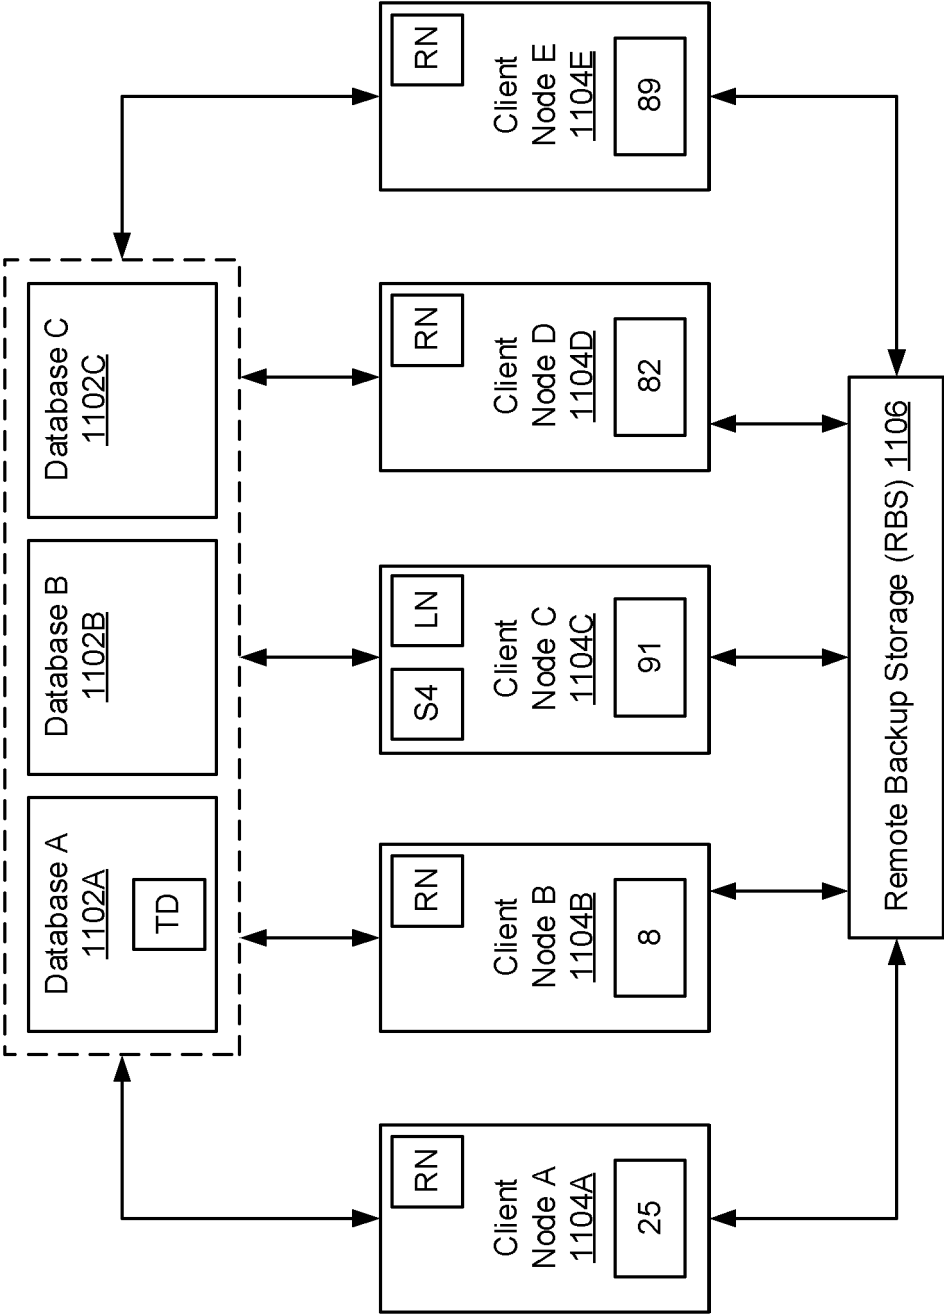 Database A
1102A
TD
Database B
1102B
Database C
1102C
RN
Client
Node A
1104A
25
RN
Client
Node B
1104B
8
S4
LN
Client
Node C
1104C
91
RN
Client
Node D
1104D
82
RN
Client
Node E
1104E
89
Remote Backup Storage (RBS) 1106